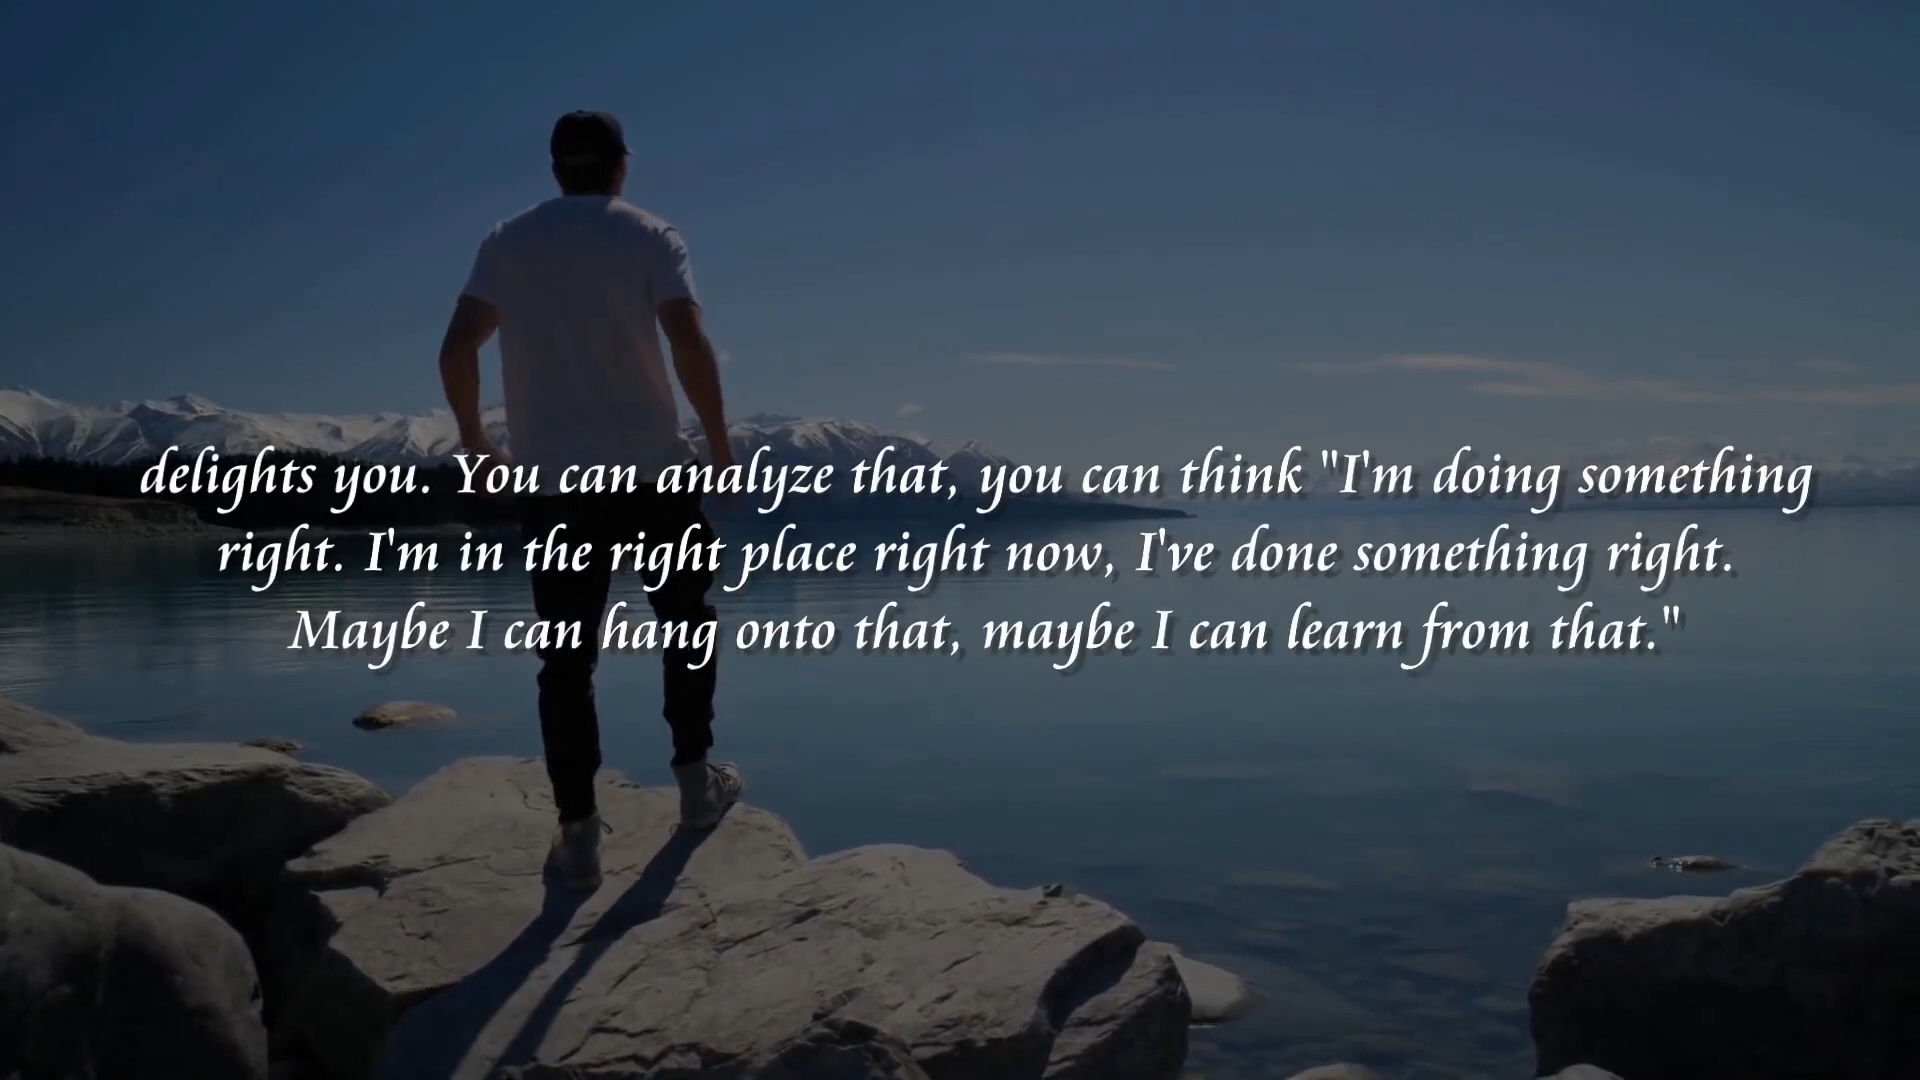 delights you. You can analyze that, you can think "I'm doing something
right. I'm in the right place right now, I've done something right.
Maybe I can hang onto that, maybe I can learn from that."